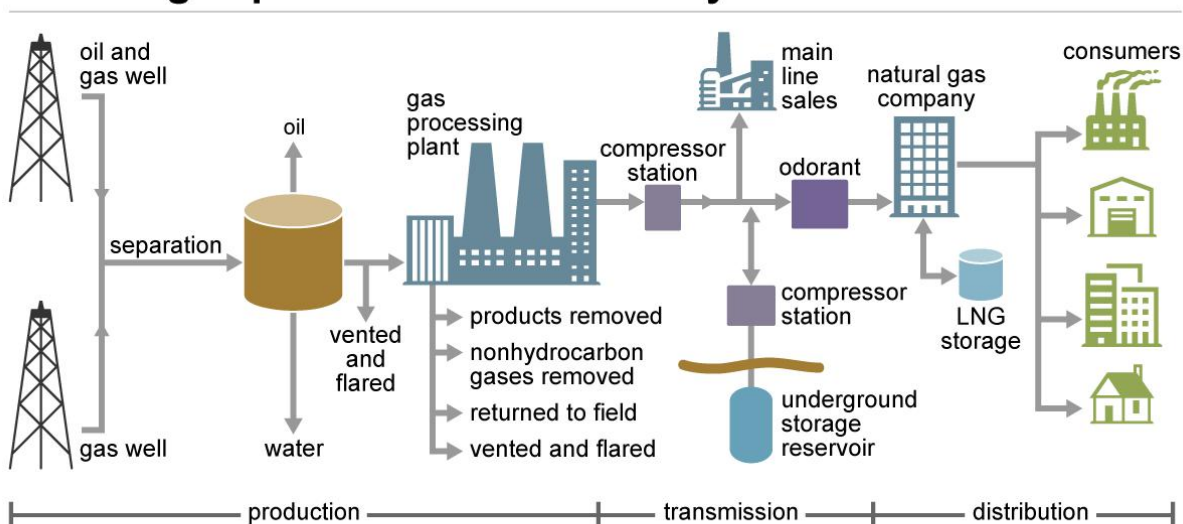 oil and
gas well
oil
separation
gas well
water
vented
and
flared
gas
processing
plant
products removed
nonhydrocarbon
gases removed
returned to field
vented and flared
compressor
station
main
line
sales
odorant
compressor
station
underground
storage
reservoir
natural gas
company
LNG
storage
consumers
production
transmission
distribution